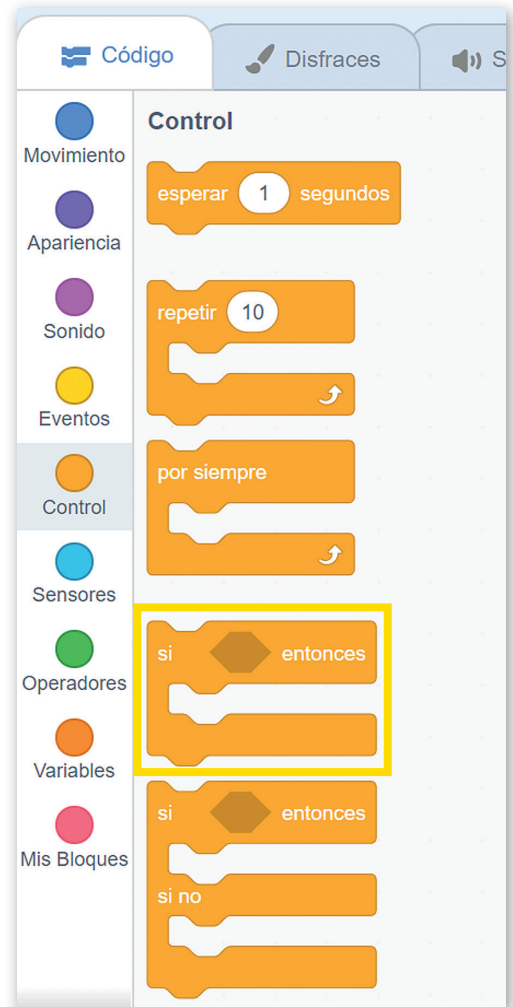 Código
Disfraces
S
Movimiento
Apariencia
Sonido
Eventos
Control
Sensores
Operadores
Variables
Mis Bloques
Control
esperar 1 segundos
repetir 10
por siempre
si entonces
si entonces
si no